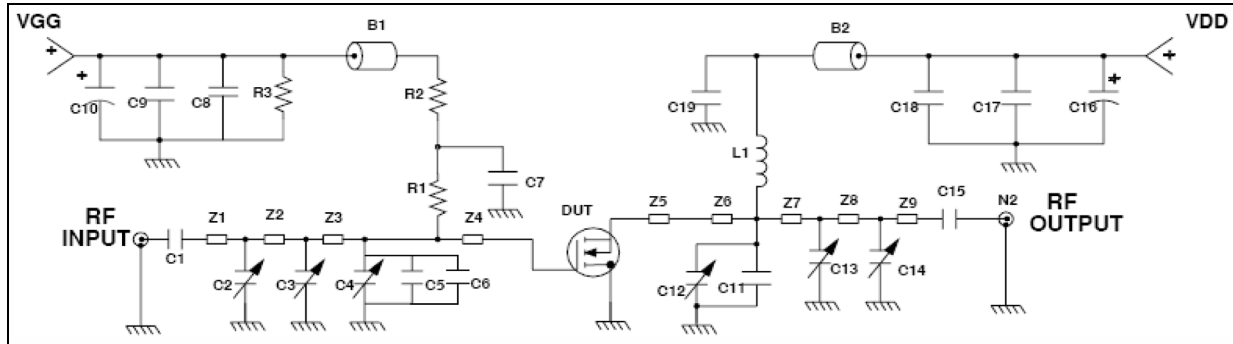 VGG
B1
B2
VDD
+
+
+
+
C10
C9
C8
R3
R2
C19
C18
C17
C16
L1
R1
C7
RF
INPUT
C1
Z1
Z2
Z3
Z4
DUT
Z5
Z6
Z7
Z8
Z9
C15
N2
RF
OUTPUT
C2
C3
C4
C5
C6
C12
C11
C13
C14